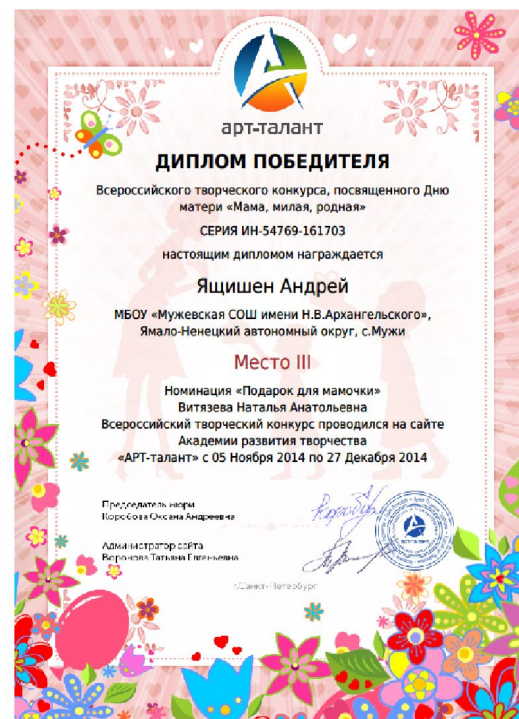 арт-талант
ДИПЛОМ ПОБЕДИТЕЛЯ
Всероссийского творческого конкурса, посвященного Дню
матери «Мама, милая, родная»
СЕРИЯ ИН-54769-161703
настоящим дипломом награждается
Ящишен Андрей
МБОУ «Мужевская СОШ имени Н.В.Архангельского»,
Ямало-Ненецкий автономный округ, с.Мужи
Место III
Номинация «Подарок для мамочки»
Витязева Наталья Анатольевна
Всероссийский творческий конкурс проводился на сайте
Академии развития творчества
«АРТ-талант» с 05 Ноября 2014 по 27 Декабря 2014
Председатель жюри
Коробова Оксана Андреевна
Администратор сайта
Воронова Татьяна Евгеньевна
г.Санкт-Петербург